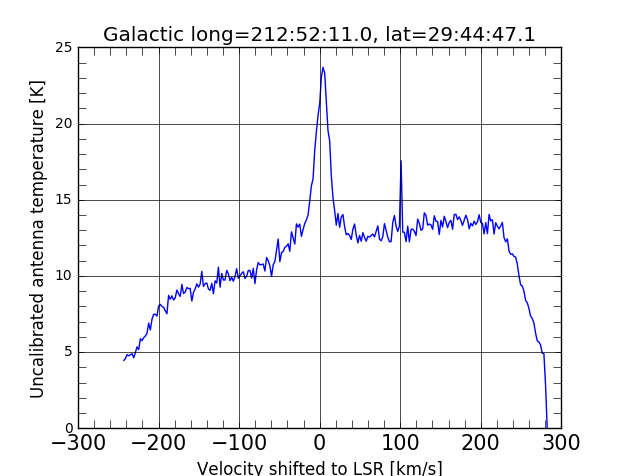 Galactic long=212:52:11.0, lat=29:44:47.1
Uncalibrated antenna temperature [K]
25
20
15
10
5
0
−300 −200 −100 0 100 200 300
Velocity shifted to LSR [km/s]